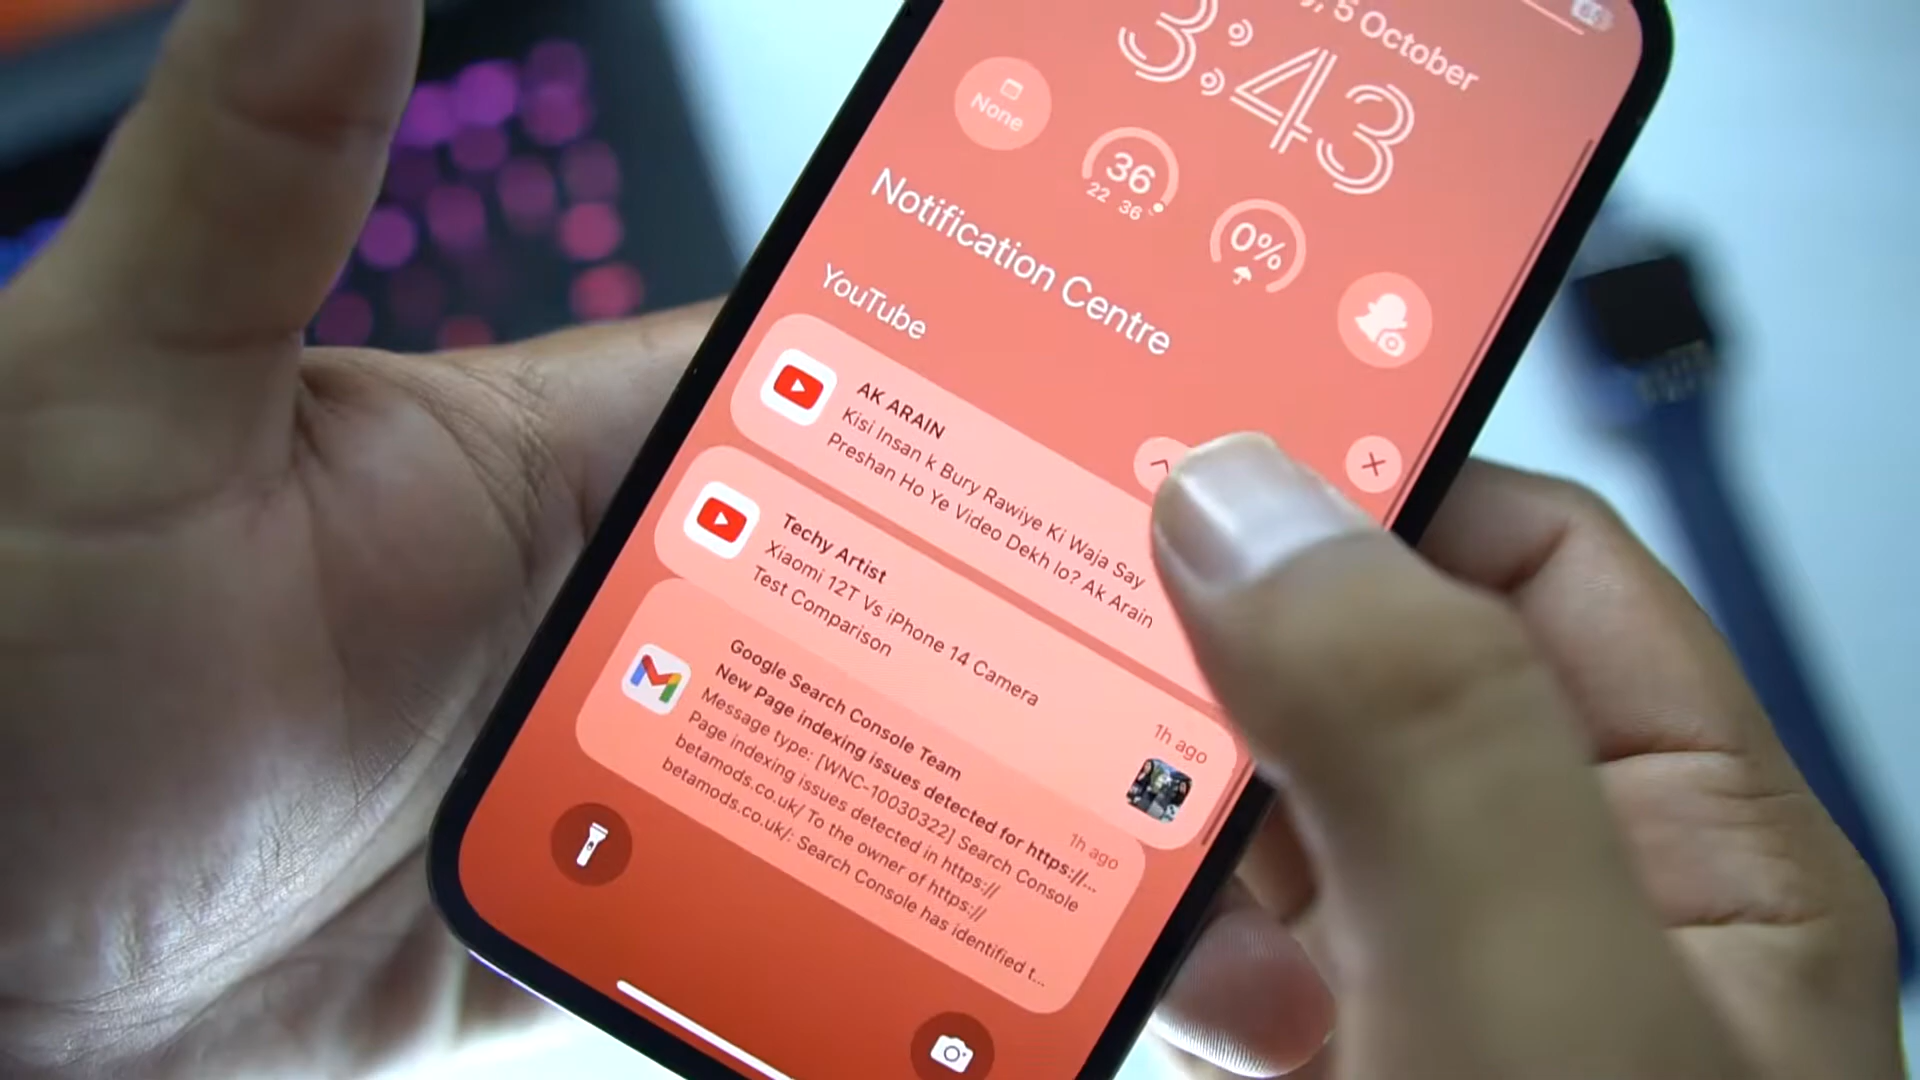 5 October
3:43
None
36
22 36
0%
Notification Centre
YouTube
AK ARAIN
Kisi Insan k Bury Rawiye Ki Waja Say
Preshan Ho Ye Video Dekh lo? Ak Arain
Techy Artist
1h ago
Xiaomi 12T Vs iPhone 14 Camera
Test Comparison
Google Search Console Team
1h ago
New Page indexing issues detected for https://...
Message type: [WNC-10030322] Search Console
Page indexing issues detected in https://
betamods.co.uk/ To the owner of https://
betamods.co.uk/: Search Console has identified t...